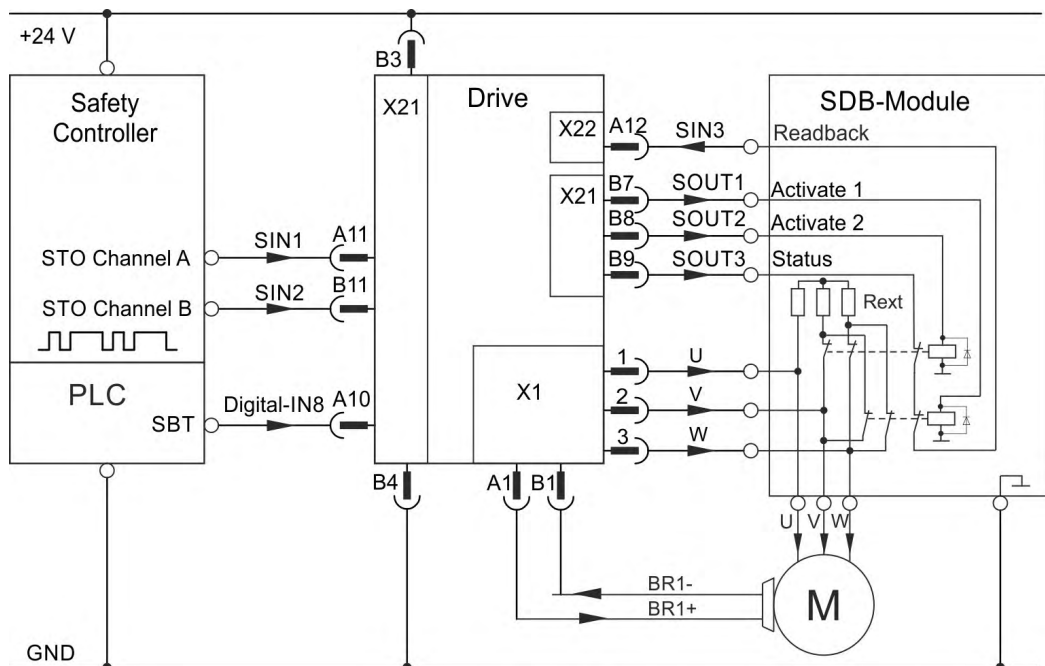 +24 V
Safety
Controller
STO Channel A
STO Channel B
PLC
SBT
SIN1
SIN2
Digital-IN8
A11
B11
A10
B3
X21
Drive
X22
X21
X1
B4
A1
B1
A12
SIN3
B7
SOUT1
B8
SOUT2
B9
SOUT3
1
U
2
V
3
W
SDB-Module
Readback
Activate 1
Activate 2
Status
Rext
U
V
W
M
BR1-
BR1+
GND